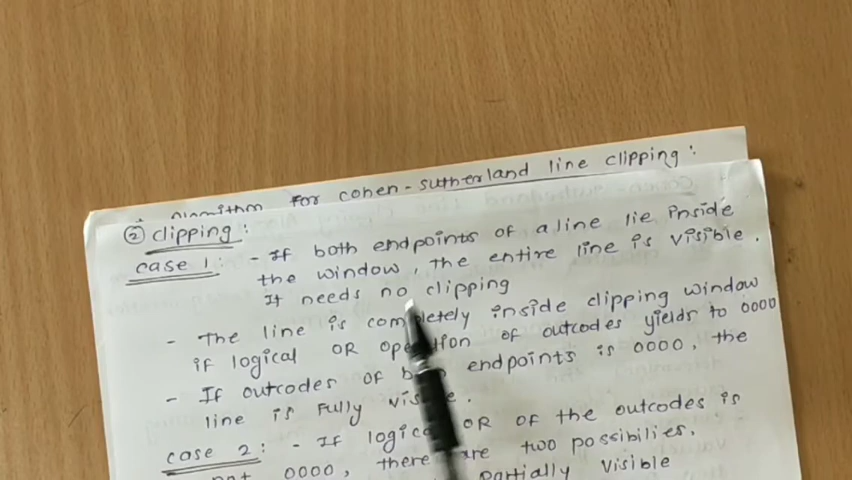 Algorithm for cohen-sutherland line clipping:
② clipping:
case 1: - If both endpoints of a line lie inside
the window, the entire line is visible.
It needs no clipping
- The line is completely inside clipping window
if logical OR operation of outcodes yields to 0000
- If outcodes of both endpoints is 0000, the
line is fully visible.
case 2: - If logical OR of the outcodes is
not 0000, there are two possibilies.
partially visible